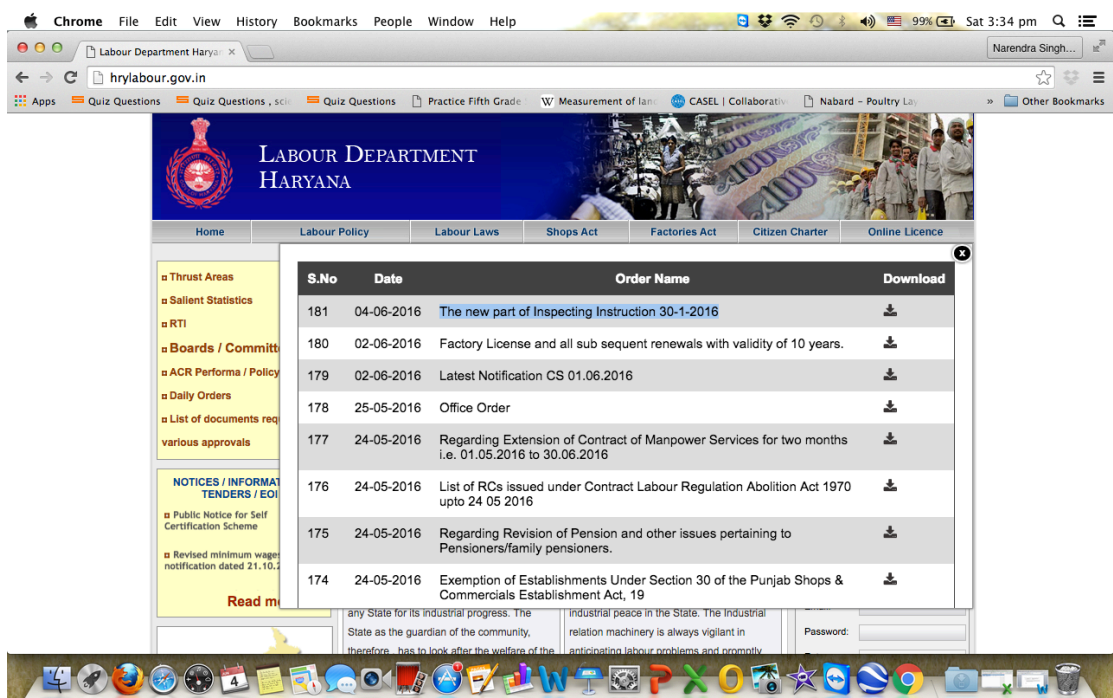 Chrome File Edit View History Bookmarks People Window Help 99% Sat 3:34 pm
Labour Department Haryan × Narendra Singh...
hrylabour.gov.in
Apps Quiz Questions Quiz Questions , scie Quiz Questions Practice Fifth Grade Measurement of land CASEL | Collaborativ Nabard – Poultry Lay » Other Bookmarks
LABOUR DEPARTMENT
HARYANA
Home Labour Policy Labour Laws Shops Act Factories Act Citizen Charter Online Licence
Thrust Areas
Salient Statistics
RTI
Boards / Committ
ACR Performa / Policy
Daily Orders
List of documents req
various approvals
NOTICES / INFORMAT
TENDERS / EOI
Public Notice for Self
Certification Scheme
Revised minimum wages
notification dated 21.10.2
Read m
S.No Date Order Name Download
181 04-06-2016 The new part of Inspecting Instruction 30-1-2016
180 02-06-2016 Factory License and all sub sequent renewals with validity of 10 years.
179 02-06-2016 Latest Notification CS 01.06.2016
178 25-05-2016 Office Order
177 24-05-2016 Regarding Extension of Contract of Manpower Services for two months
i.e. 01.05.2016 to 30.06.2016
176 24-05-2016 List of RCs issued under Contract Labour Regulation Abolition Act 1970
upto 24 05 2016
175 24-05-2016 Regarding Revision of Pension and other issues pertaining to
Pensioners/family pensioners.
174 24-05-2016 Exemption of Establishments Under Section 30 of the Punjab Shops &
Commercials Establishment Act, 19
any State for its industrial progress. The
State as the guardian of the community,
therefore , has to look after the welfare of the
industrial peace in the State. The Industrial
relation machinery is always vigilant in
anticipating labour problems and promptly
Password:
4